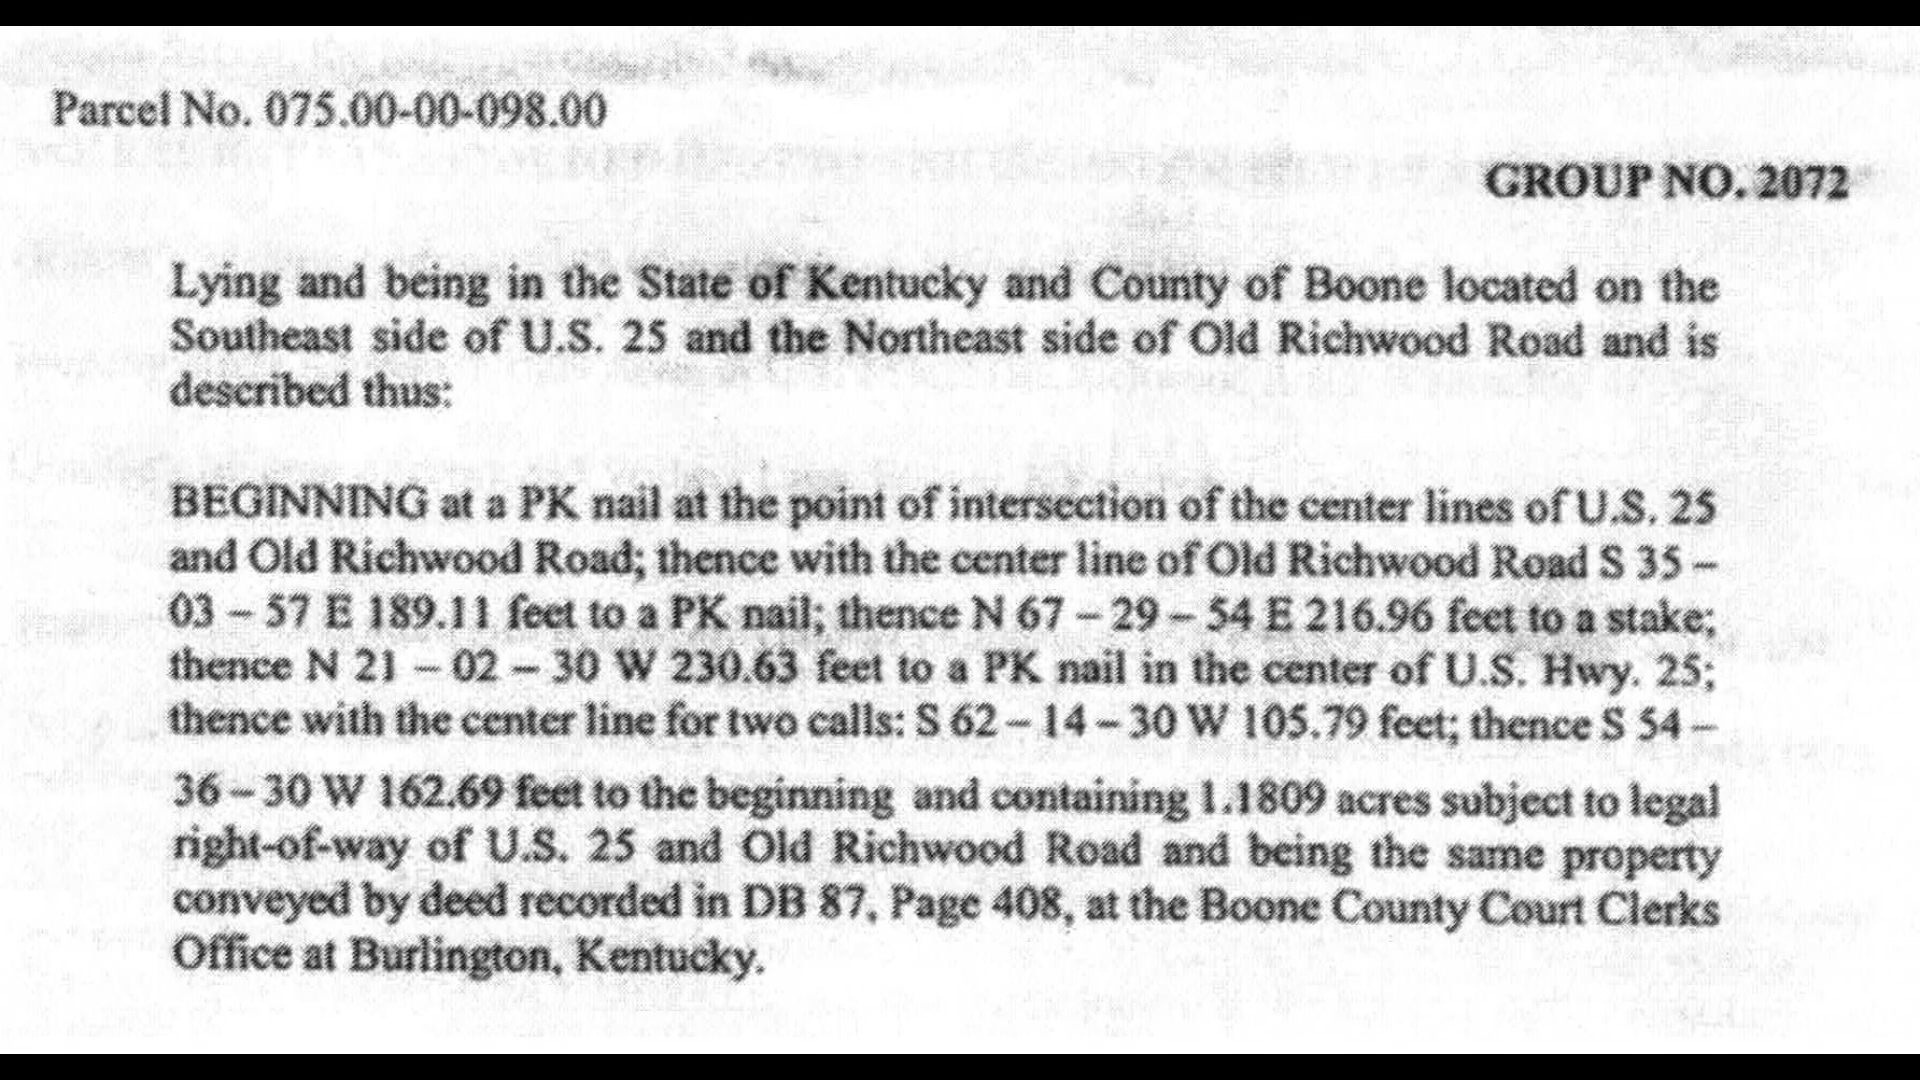 Parcel No. 075.00-00-098.00
GROUP NO. 2072
Lying and being in the State of Kentucky and County of Boone located on the
Southeast side of U.S. 25 and the Northeast side of Old Richwood Road and is
described thus:
BEGINNING at a PK nail at the point of intersection of the center lines of U.S. 25
and Old Richwood Road; thence with the center line of Old Richwood Road S 35 –
03 – 57 E 189.11 feet to a PK nail; thence N 67 – 29 – 54 E 216.96 feet to a stake;
thence N 21 – 02 – 30 W 230.63 feet to a PK nail in the center of U.S. Hwy. 25;
thence with the center line for two calls: S 62 – 14 – 30 W 105.79 feet; thence S 54 –
36 – 30 W 162.69 feet to the beginning and containing 1.1809 acres subject to legal
right-of-way of U.S. 25 and Old Richwood Road and being the same property
conveyed by deed recorded in DB 87, Page 408, at the Boone County Court Clerks
Office at Burlington, Kentucky.